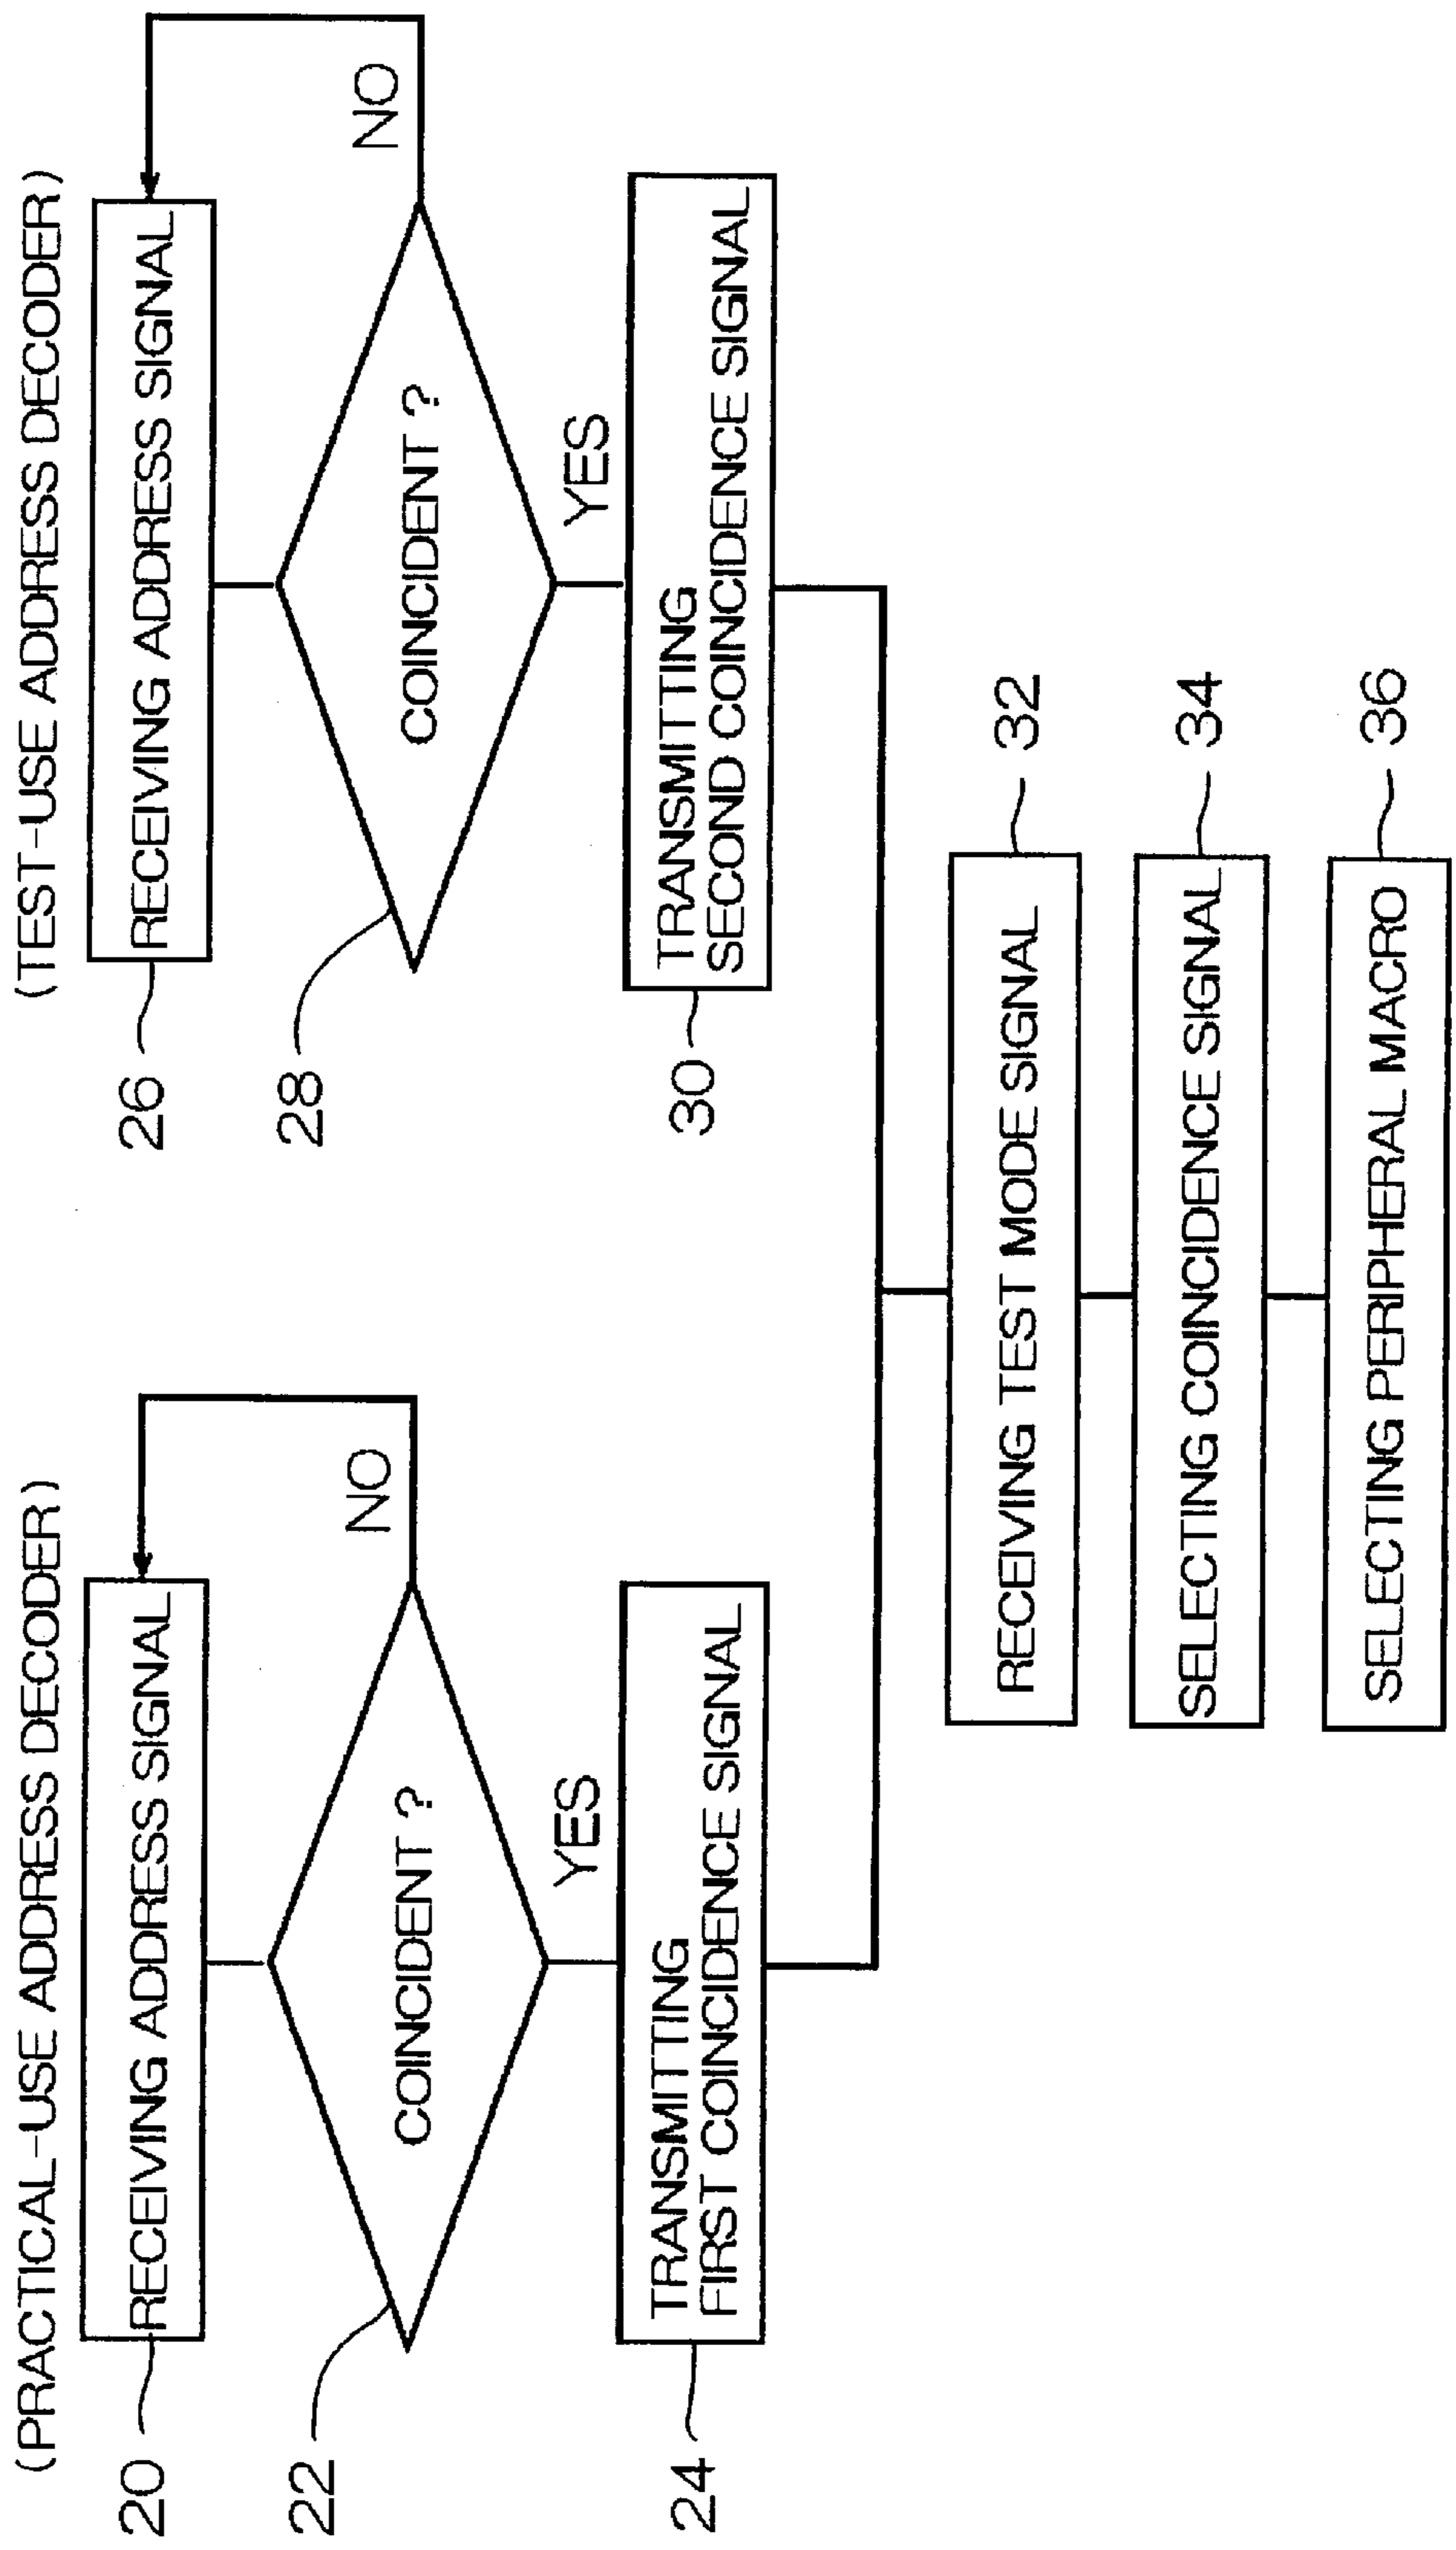 (PRACTICAL-USE ADDRESS DECODER)
20
RECEIVING ADDRESS SIGNAL
22
COINCIDENT ?
NO
YES
24
TRANSMITTING
FIRST COINCIDENCE SIGNAL
(TEST-USE ADDRESS DECODER)
26
RECEIVING ADDRESS SIGNAL
28
COINCIDENT ?
NO
YES
30
TRANSMITTING
SECOND COINCIDENCE SIGNAL
RECEIVING TEST MODE SIGNAL
32
SELECTING COINCIDENCE SIGNAL
34
SELECTING PERIPHERAL MACRO
36